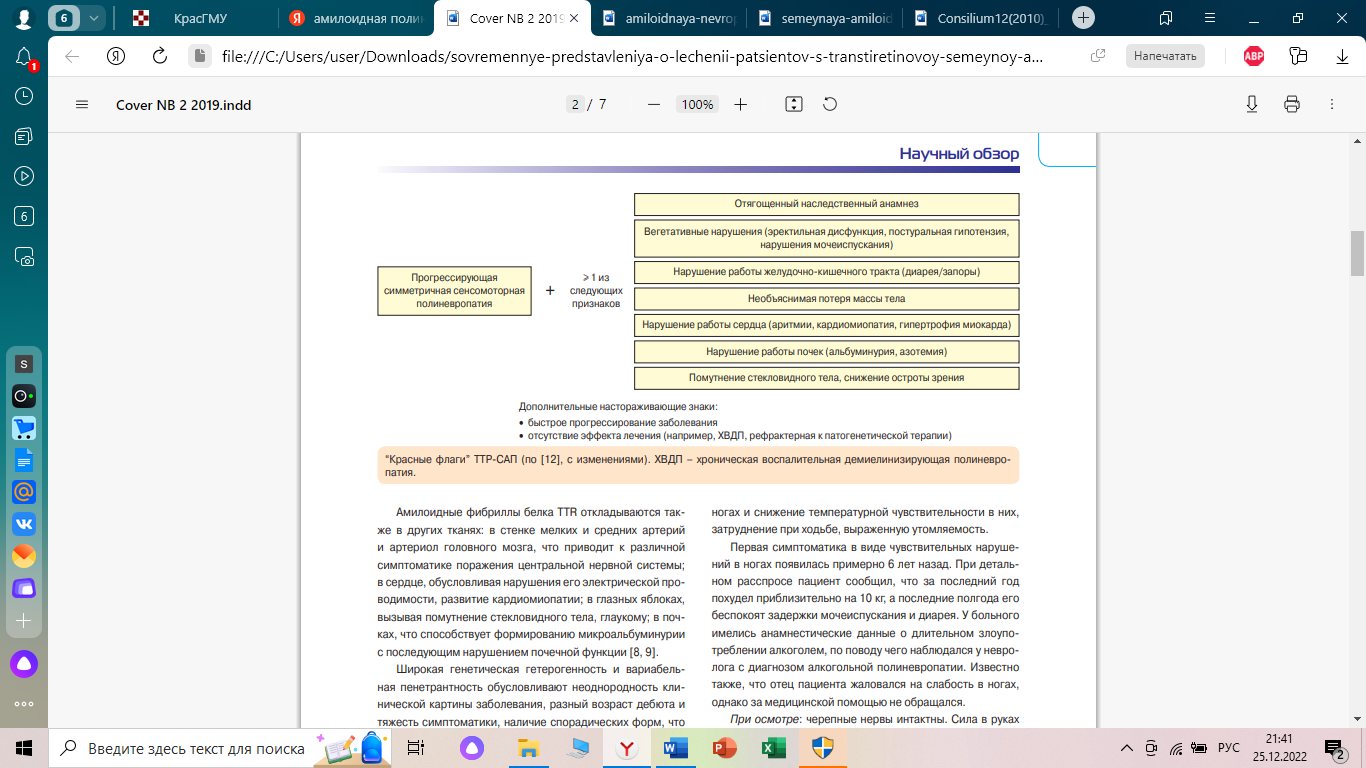 6
КрасГМУ
амилоидная полин
Cover NB 2 2019
amiloidnaya-nevrop
semeynaya-amiloid
Consilium12(2010)_
file:///C:/Users/user/Downloads/sovremennye-predstavleniya-o-lechenii-patsientov-s-transtiretinovoy-semeynoy-a...
Напечатать
ABP
1
Cover NB 2 2019.indd
2 / 7
100%
6
S
Научный обзор
Отягощенный наследственный анамнез
Вегетативные нарушения (эректильная дисфункция, постуральная гипотензия,
нарушения мочеиспускания)
Прогрессирующая
симметричная сенсомоторная
полиневропатия
+
⩾ 1 из
следующих
признаков
Нарушение работы желудочно-кишечного тракта (диарея/запоры)
Необъяснимая потеря массы тела
Нарушение работы сердца (аритмии, кардиомиопатия, гипертрофия миокарда)
Нарушение работы почек (альбуминурия, азотемия)
Помутнение стекловидного тела, снижение остроты зрения
Дополнительные настораживающие знаки:
• быстрое прогрессирование заболевания
• отсутствие эффекта лечения (например, ХВДП, рефрактерная к патогенетической терапии)
“Красные флаги” ТТР-САП (по [12], с изменениями). ХВДП – хроническая воспалительная демиелинизирующая полиневро-
патия.
Амилоидные фибриллы белка TTR откладываются так-
же в других тканях: в стенке мелких и средних артерий
и артериол головного мозга, что приводит к различной
симптоматике поражения центральной нервной системы;
в сердце, обусловливая нарушения его электрической про-
водимости, развитие кардиомиопатии; в глазных яблоках,
вызывая помутнение стекловидного тела, глаукому; в поч-
ках, что способствует формированию микроальбуминурии
с последующим нарушением почечной функции [8, 9].
Широкая генетическая гетерогенность и вариабель-
ная пенетрантность обусловливают неоднородность кли-
нической картины заболевания, разный возраст дебюта и
тяжесть симптоматики, наличие спорадических форм, что
ногах и снижение температурной чувствительности в них,
затруднение при ходьбе, выраженную утомляемость.
Первая симптоматика в виде чувствительных наруше-
ний в ногах появилась примерно 6 лет назад. При деталь-
ном расспросе пациент сообщил, что за последний год
похудел приблизительно на 10 кг, а последние полгода его
беспокоят задержки мочеиспускания и диарея. У больного
имелись анамнестические данные о длительном злоупо-
треблении алкоголем, по поводу чего наблюдался у невро-
лога с диагнозом алкогольной полиневропатии. Известно
также, что отец пациента жаловался на слабость в ногах,
однако за медицинской помощью не обращался.
При осмотре: черепные нервы интактны. Сила в руках
Введите здесь текст для поиска
РУС
21:41
25.12.2022
2